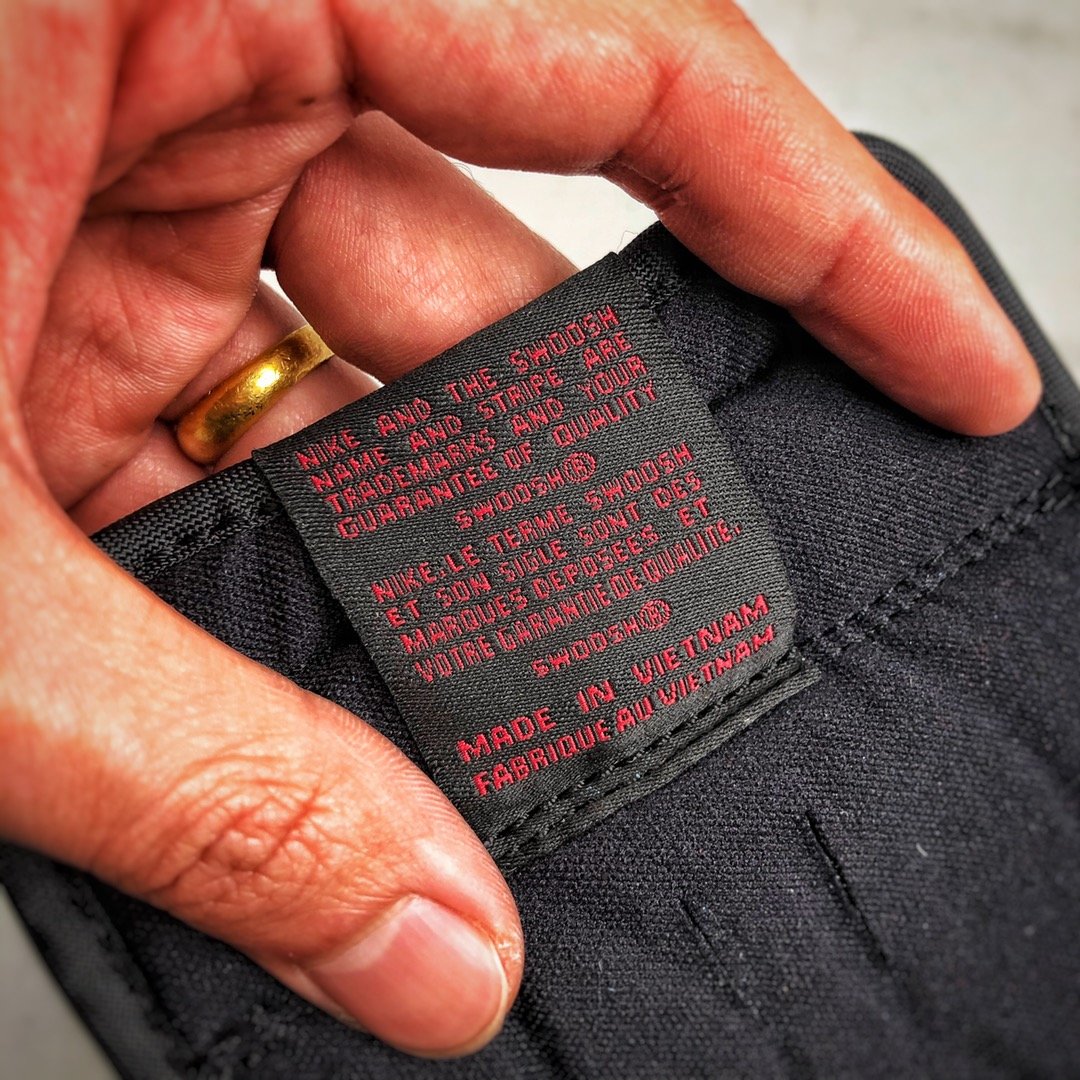 NIKE AND THE SWOOSH
NAME AND STRIPE ARE
TRADEMARKS AND YOUR
GUARANTEE OF QUALITY
SWOOSH®
NIKE: LE TERME SWOOSH
ET SON SIGLE SONT DES
MARQUES DEPOSEES ET
VOTRE GARANTIE DE QUALITE.
SWOOSH®
MADE IN VIETNAM
FABRIQUE AU VIETNAM